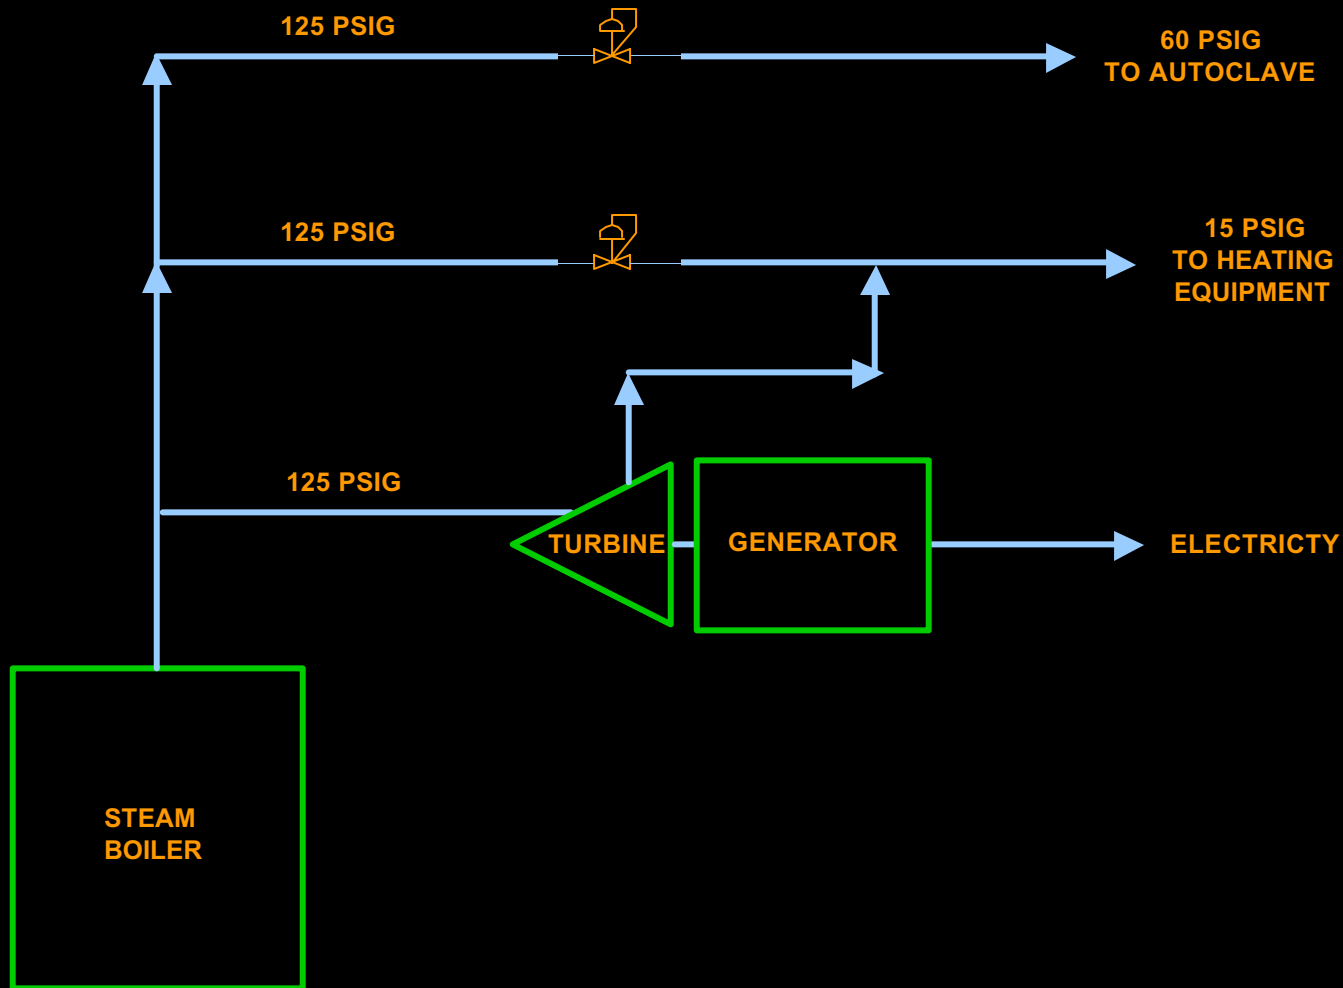 125 PSIG
60 PSIG
TO AUTOCLAVE
125 PSIG
15 PSIG
TO HEATING
EQUIPMENT
125 PSIG
TURBINE
GENERATOR
ELECTRICTY
STEAM
BOILER